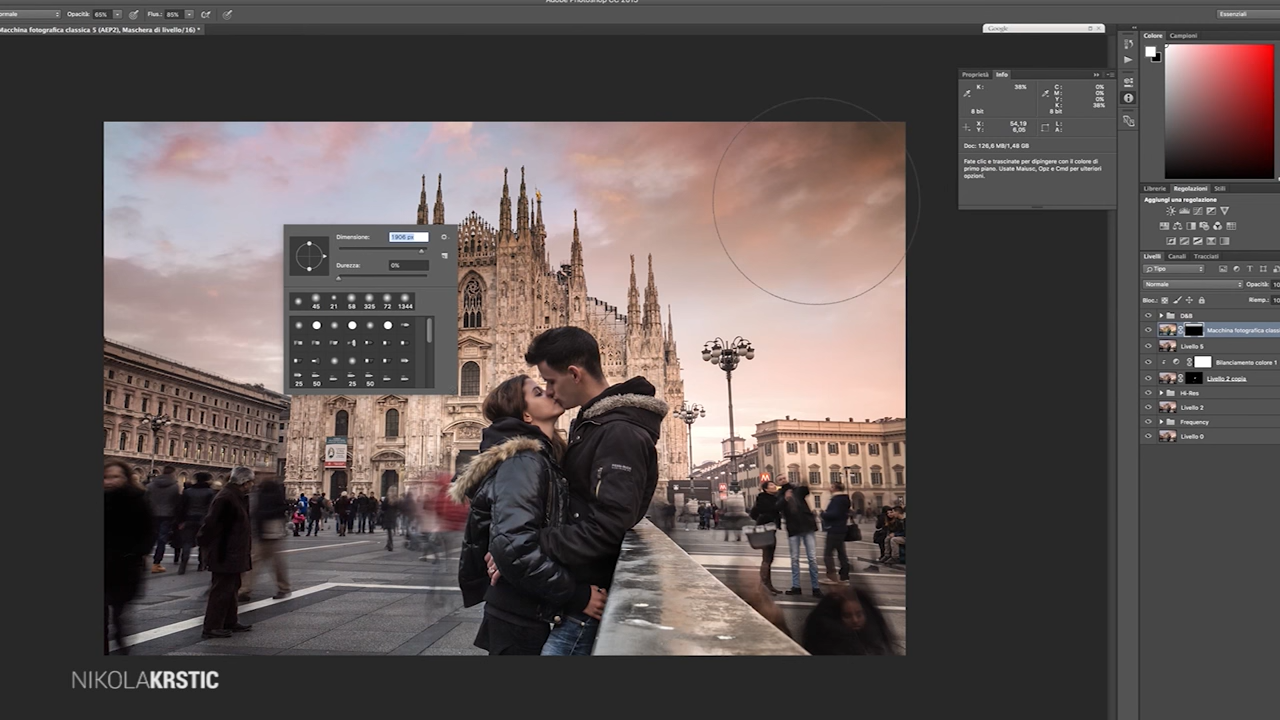 Adobe Photoshop CC 2015
ormale
Opacità: 65%
Flus.: 85%
Essenziali
Macchina fotografica classica 5 (AEP2), Maschera di livello/16) *
Google
Colore
Campioni
Proprietà
Info
K: 38%
C: 0%
M: 0%
Y: 0%
K: 38%
8 bit
8 bit
X: 54,19
Y: 6,05
L:
A:
Doc: 126,6 MB/1,48 GB
Fate clic e trascinate per dipingere con il colore di
primo piano. Usate Maiusc, Opz e Cmd per ulteriori
opzioni.
Librerie
Regolazioni
Stili
Aggiungi una regolazione
Dimensione: 1906 px
Durezza: 0%
45 21 58 325 72 1344
25 50 25 50
Livelli
Canali
Tracciati
Tipo
Normale
Opacità: 10
Bloc.:
Riemp.: 10
D&B
Macchina fotografica class
Livello 5
Bilanciamento colore 1
Livello 2 copia
Hi-Res
Livello 2
Frequency
Livello 0
NIKOLAKRSTIC